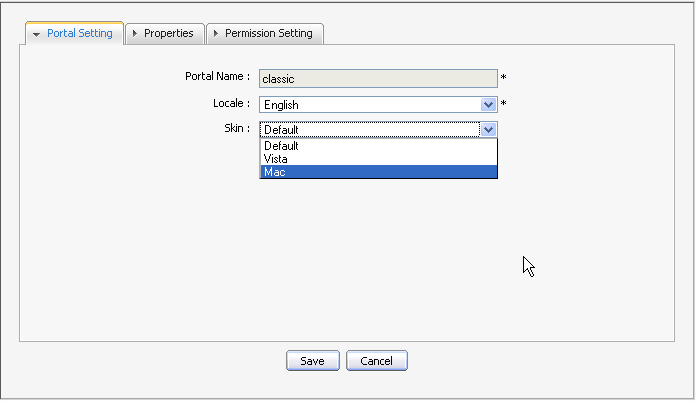 Portal Setting Properties Permission Setting
Portal Name : classic *
Locale : English *
Skin : Default
Default
Vista
Mac
Save Cancel